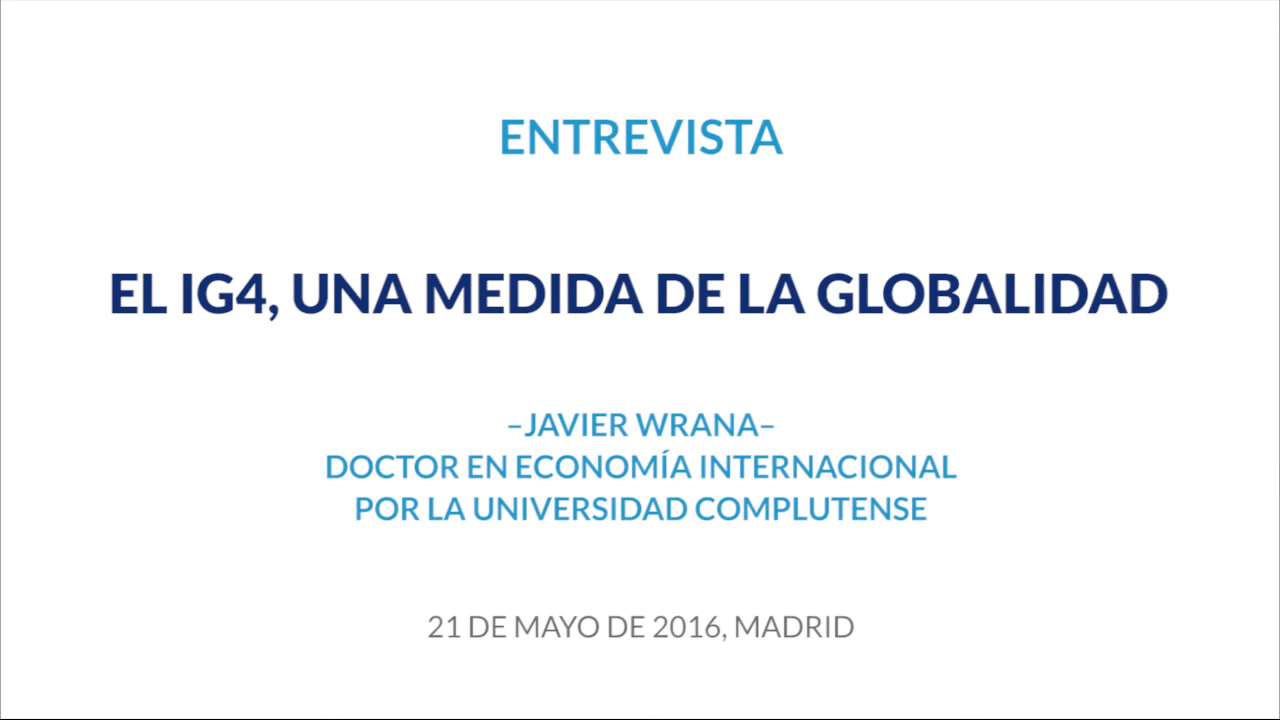 ENTREVISTA
EL IG4, UNA MEDIDA DE LA GLOBALIDAD
–JAVIER WRANA–
DOCTOR EN ECONOMÍA INTERNACIONAL
POR LA UNIVERSIDAD COMPLUTENSE
21 DE MAYO DE 2016, MADRID